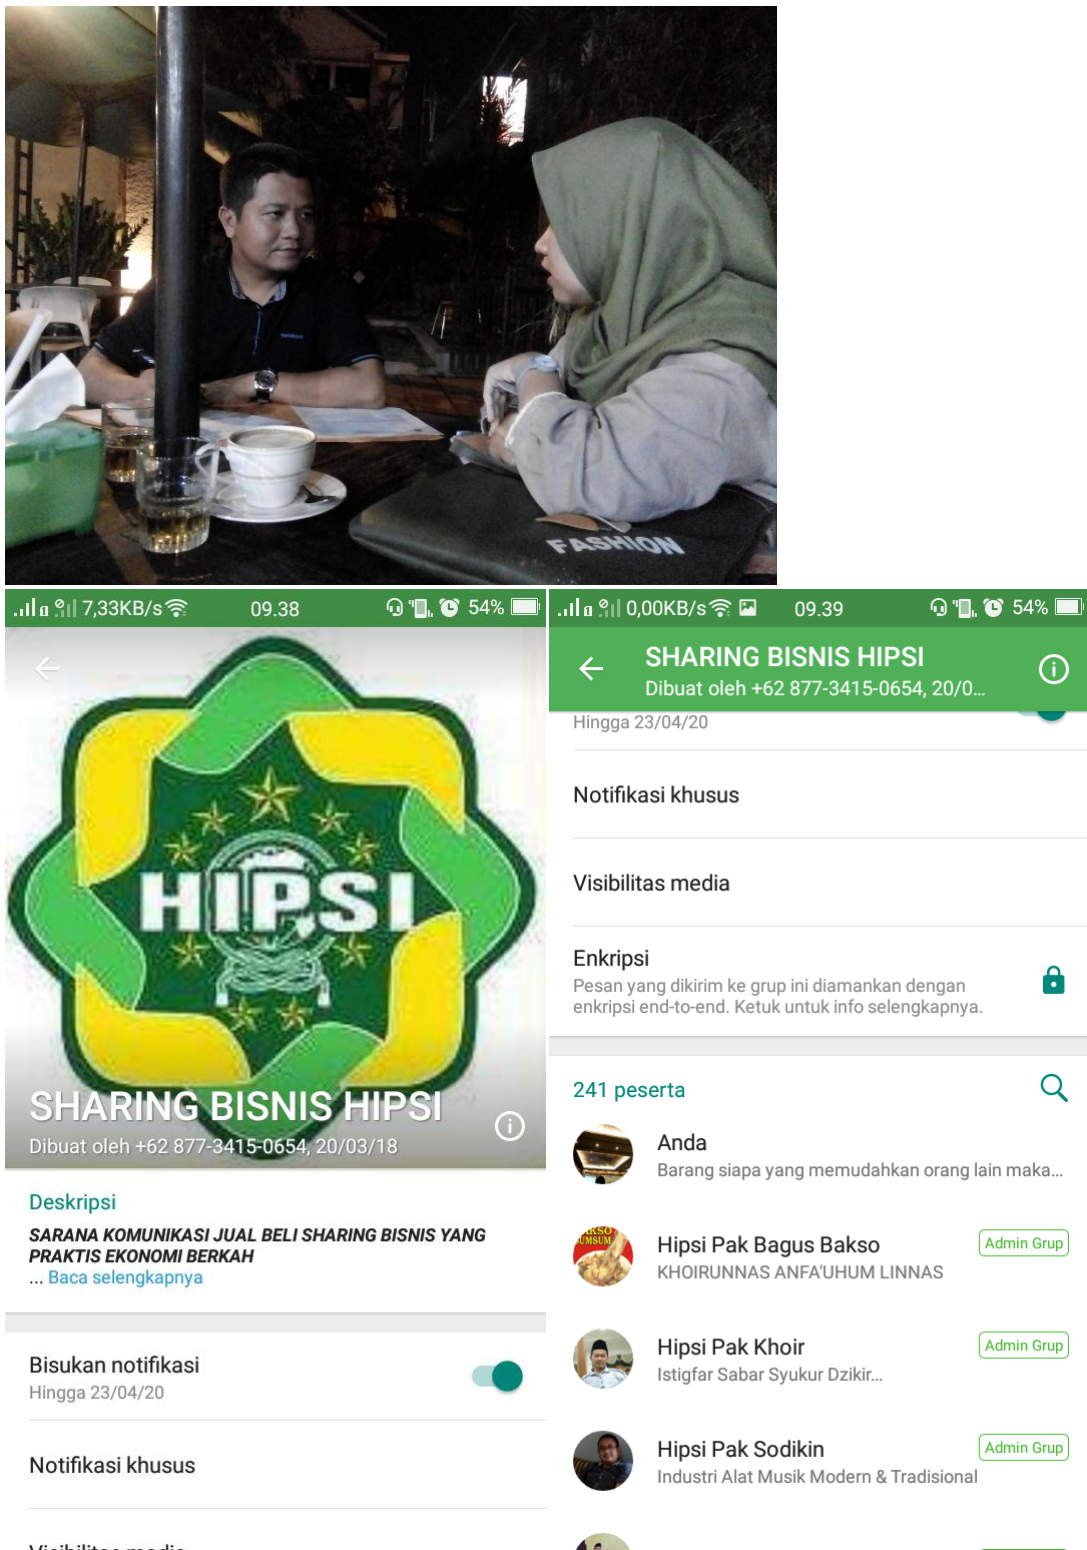 FASHION
7,33KB/s 09.38 54%
HIPSI
SHARING BISNIS HIPSI
Dibuat oleh +62 877-3415-0654, 20/03/18
Deskripsi
SARANA KOMUNIKASI JUAL BELI SHARING BISNIS YANG
PRAKTIS EKONOMI BERKAH
... Baca selengkapnya
Bisukan notifikasi
Hingga 23/04/20
Notifikasi khusus
Visibilitas media
0,00KB/s 09.39 54%
SHARING BISNIS HIPSI
Dibuat oleh +62 877-3415-0654, 20/0...
Hingga 23/04/20
Notifikasi khusus
Visibilitas media
Enkripsi
Pesan yang dikirim ke grup ini diamankan dengan
enkripsi end-to-end. Ketuk untuk info selengkapnya.
241 peserta
Anda
Barang siapa yang memudahkan orang lain maka...
Hipsi Pak Bagus Bakso Admin Grup
KHOIRUNNAS ANFA'UHUM LINNAS
Hipsi Pak Khoir Admin Grup
Istigfar Sabar Syukur Dzikir...
Hipsi Pak Sodikin Admin Grup
Industri Alat Musik Modern & Tradisional